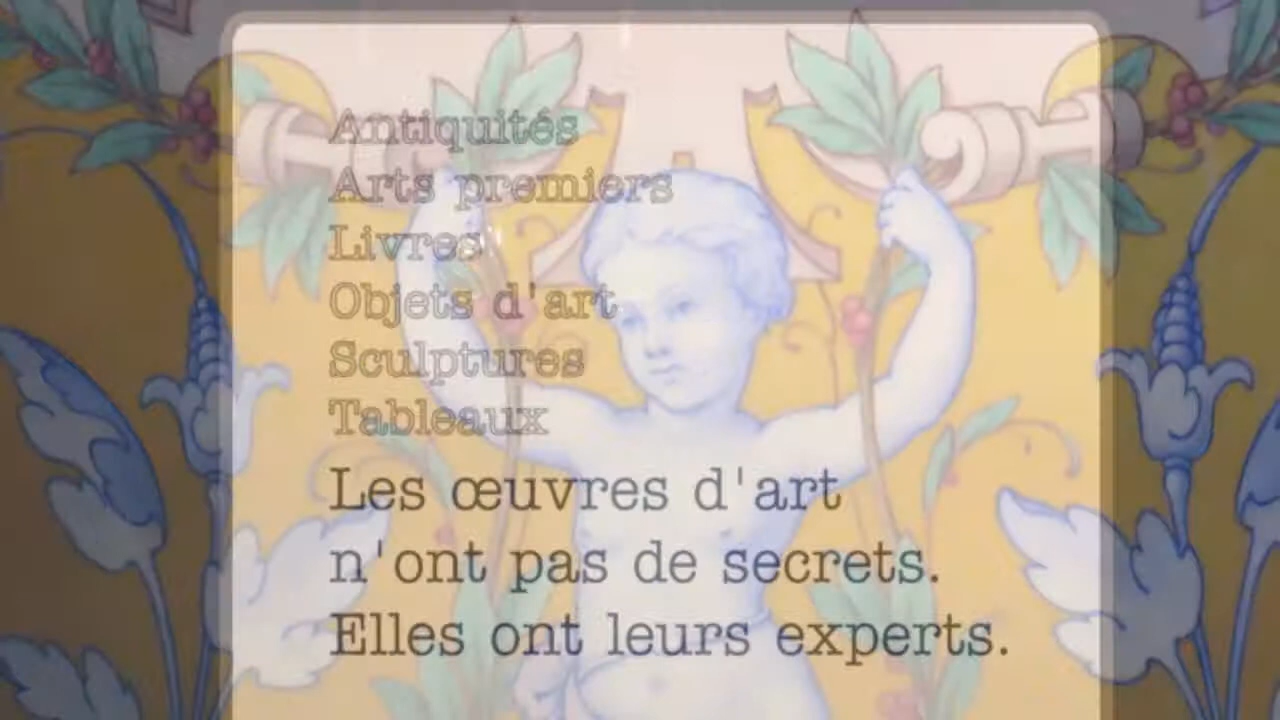 Antiquités
Arts premiers
Livres
Objets d'art
Sculptures
Tableaux
Les œuvres d'art
n'ont pas de secrets.
Elles ont leurs experts.